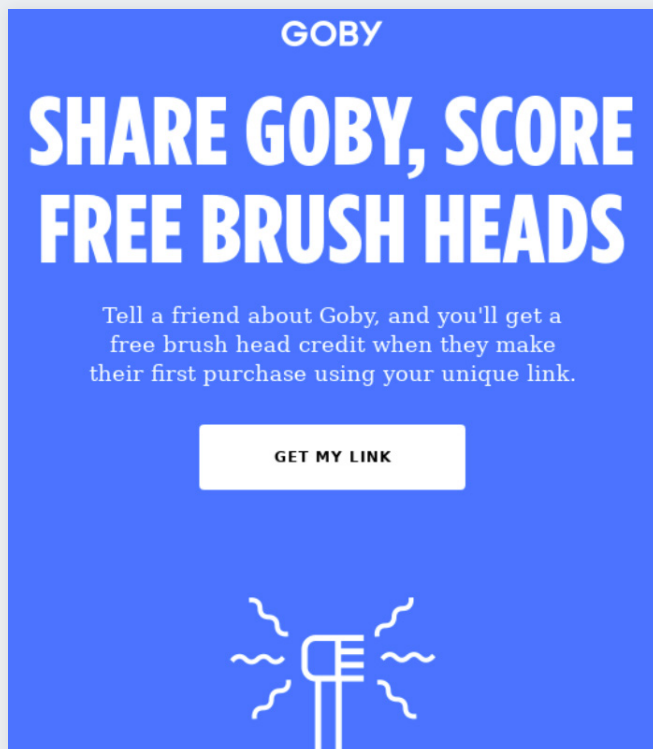 GOBY
SHARE GOBY, SCORE
FREE BRUSH HEADS
Tell a friend about Goby, and you'll get a
free brush head credit when they make
their first purchase using your unique link.
GET MY LINK